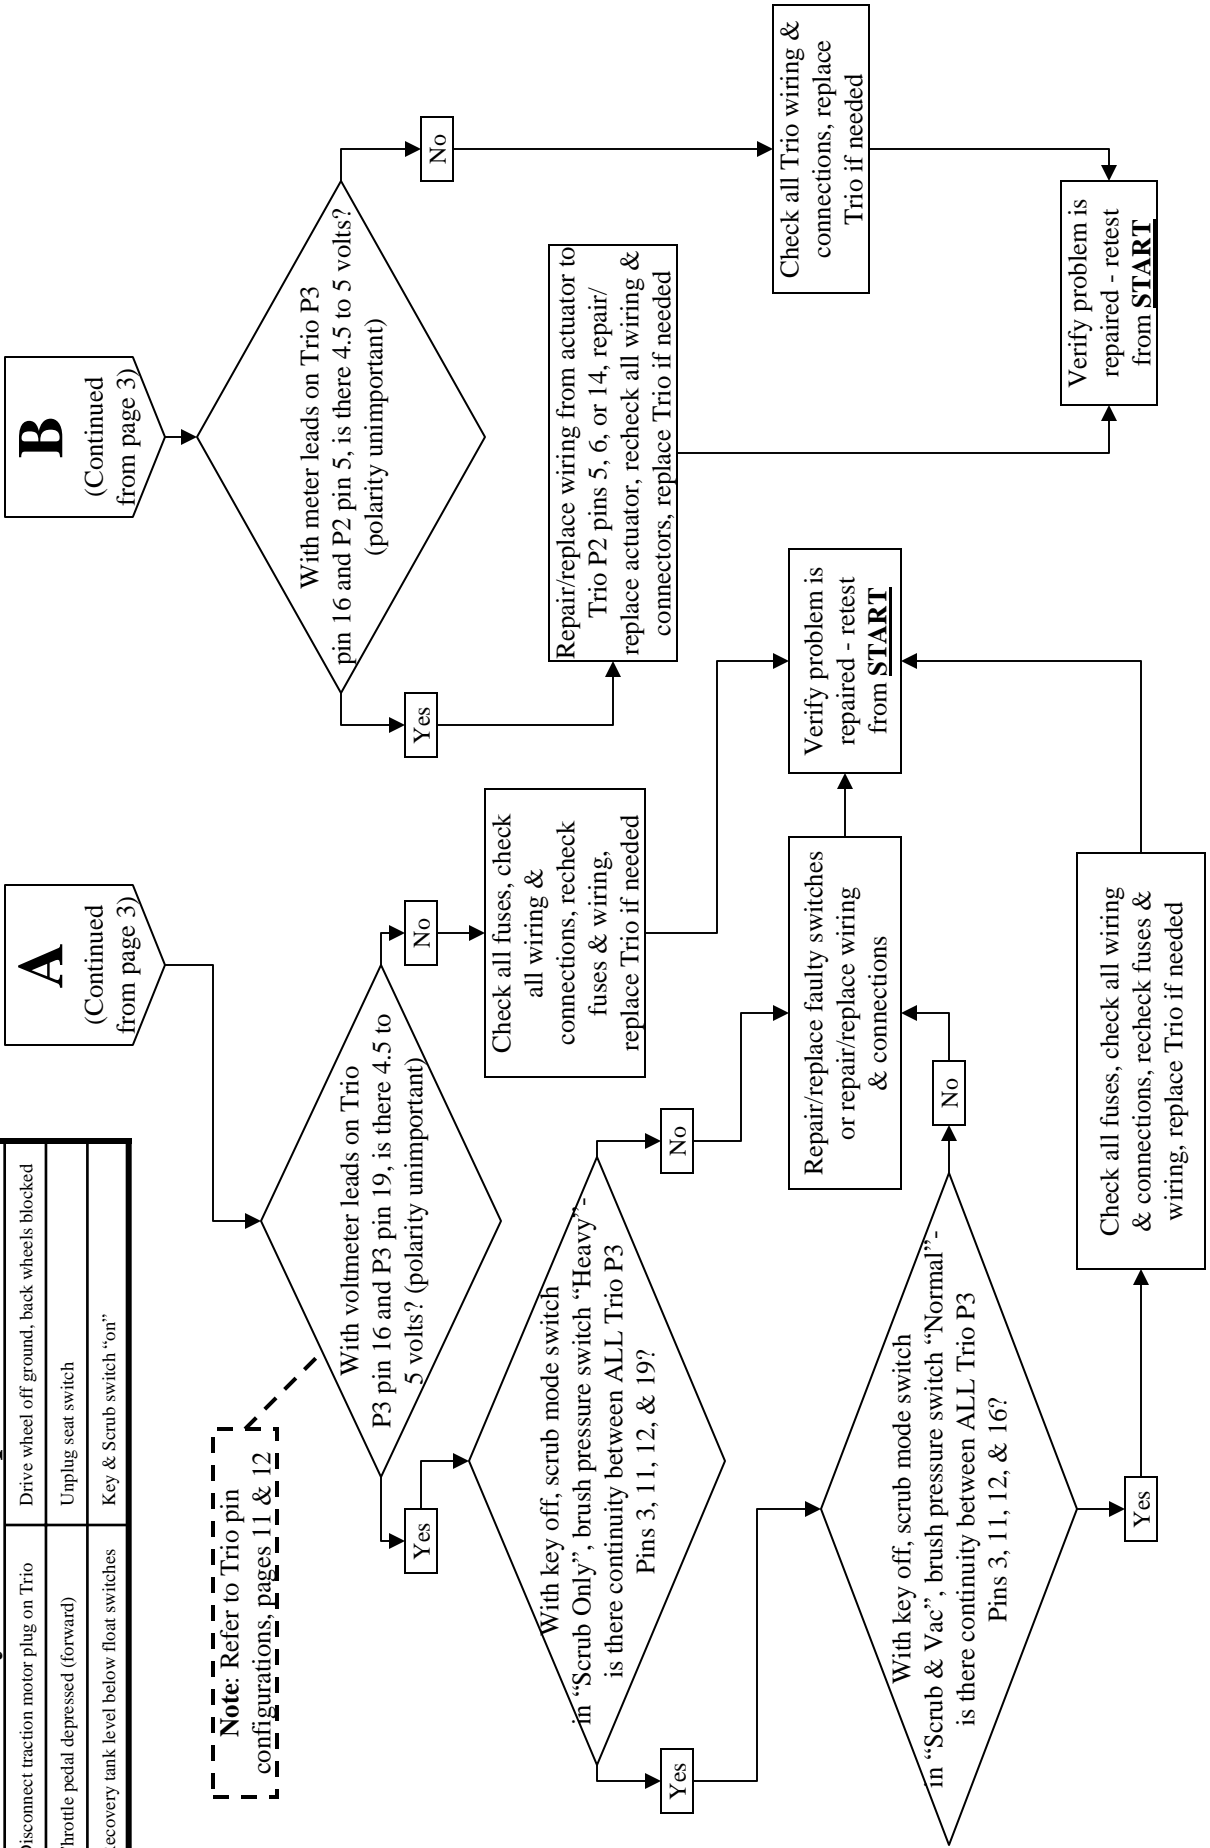 Disconnect traction motor plug on Trio
Drive wheel off ground, back wheels blocked
Throttle pedal depressed (forward)
Unplug seat switch
Recovery tank level below float switches
Key & Scrub switch “on”
A
(Continued
from page 3)
B
(Continued
from page 3)
Note: Refer to Trio pin
configurations, pages 11 & 12
With voltmeter leads on Trio
P3 pin 16 and P3 pin 19, is there 4.5 to
5 volts? (polarity unimportant)
Yes
No
With key off, scrub mode switch
in “Scrub Only”, brush pressure switch “Heavy”-
is there continuity between ALL Trio P3
Pins 3, 11, 12, & 19?
Yes
No
Check all fuses, check
all wiring &
connections, recheck
fuses & wiring,
replace Trio if needed
With key off, scrub mode switch
in “Scrub & Vac”, brush pressure switch “Normal”-
is there continuity between ALL Trio P3
Pins 3, 11, 12, & 16?
Yes
No
Repair/replace faulty switches
or repair/replace wiring
& connections
Verify problem is
repaired - retest
from START
Check all fuses, check all wiring
& connections, recheck fuses &
wiring, replace Trio if needed
With meter leads on Trio P3
pin 16 and P2 pin 5, is there 4.5 to 5 volts?
(polarity unimportant)
Yes
No
Repair/replace wiring from actuator to
Trio P2 pins 5, 6, or 14, repair/
replace actuator, recheck all wiring &
connectors, replace Trio if needed
Check all Trio wiring &
connections, replace
Trio if needed
Verify problem is
repaired - retest
from START